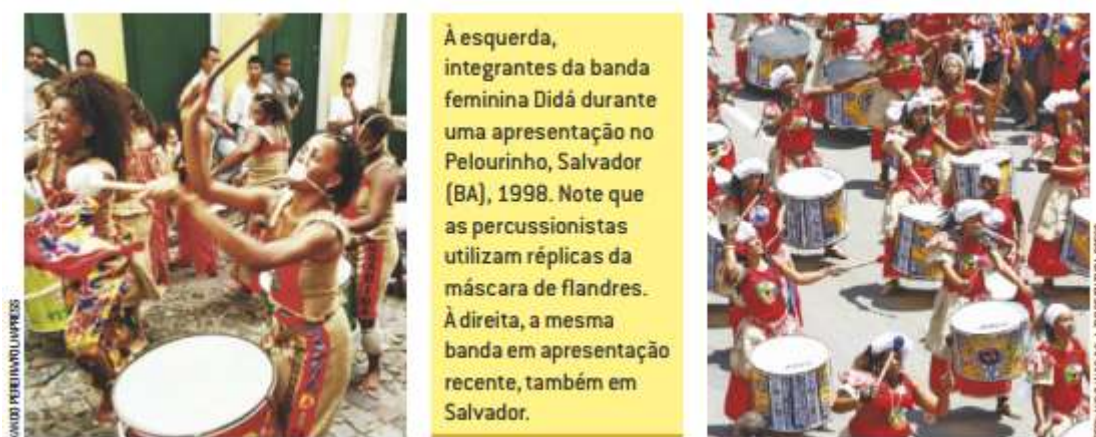 À esquerda,
integrantes da banda
feminina Didá durante
uma apresentação no
Pelourinho, Salvador
(BA), 1998. Note que
as percussionistas
utilizam réplicas da
máscara de flandres.
À direita, a mesma
banda em apresentação
recente, também em
Salvador.